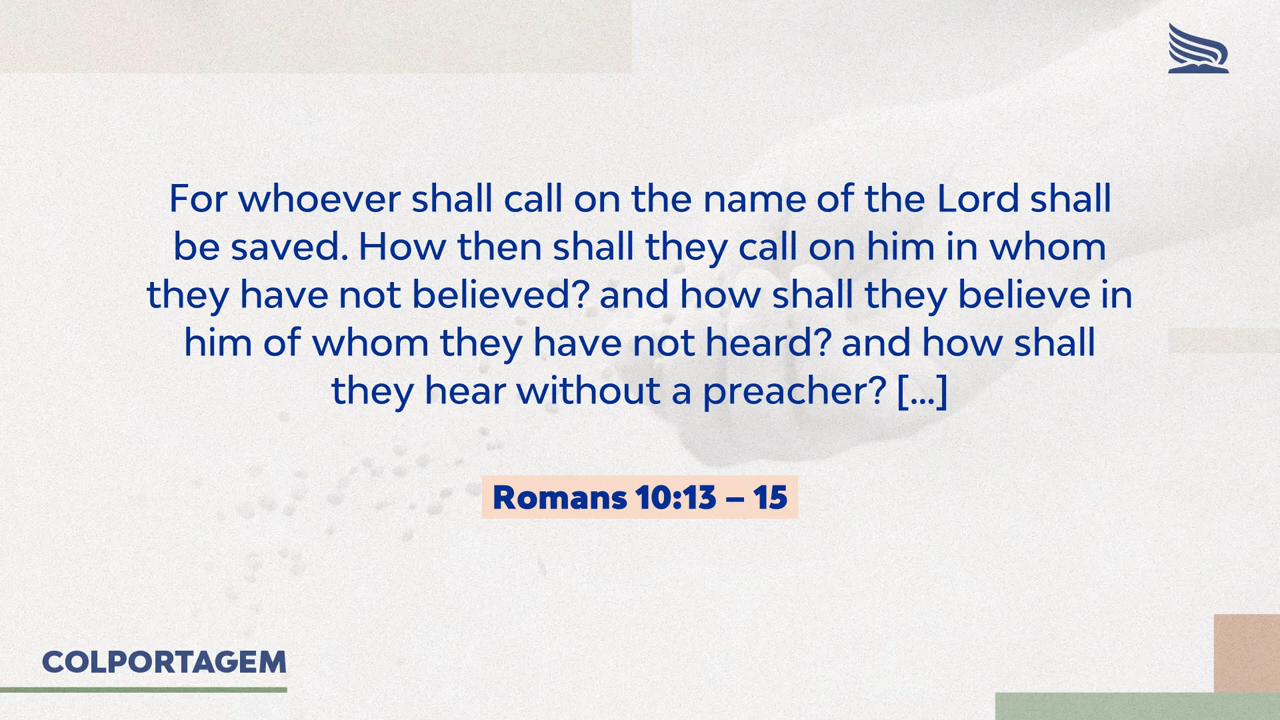 For whoever shall call on the name of the Lord shall
be saved. How then shall they call on him in whom
they have not believed? and how shall they believe in
him of whom they have not heard? and how shall
they hear without a preacher? [...]
Romans 10:13 – 15
COLPORTAGEM